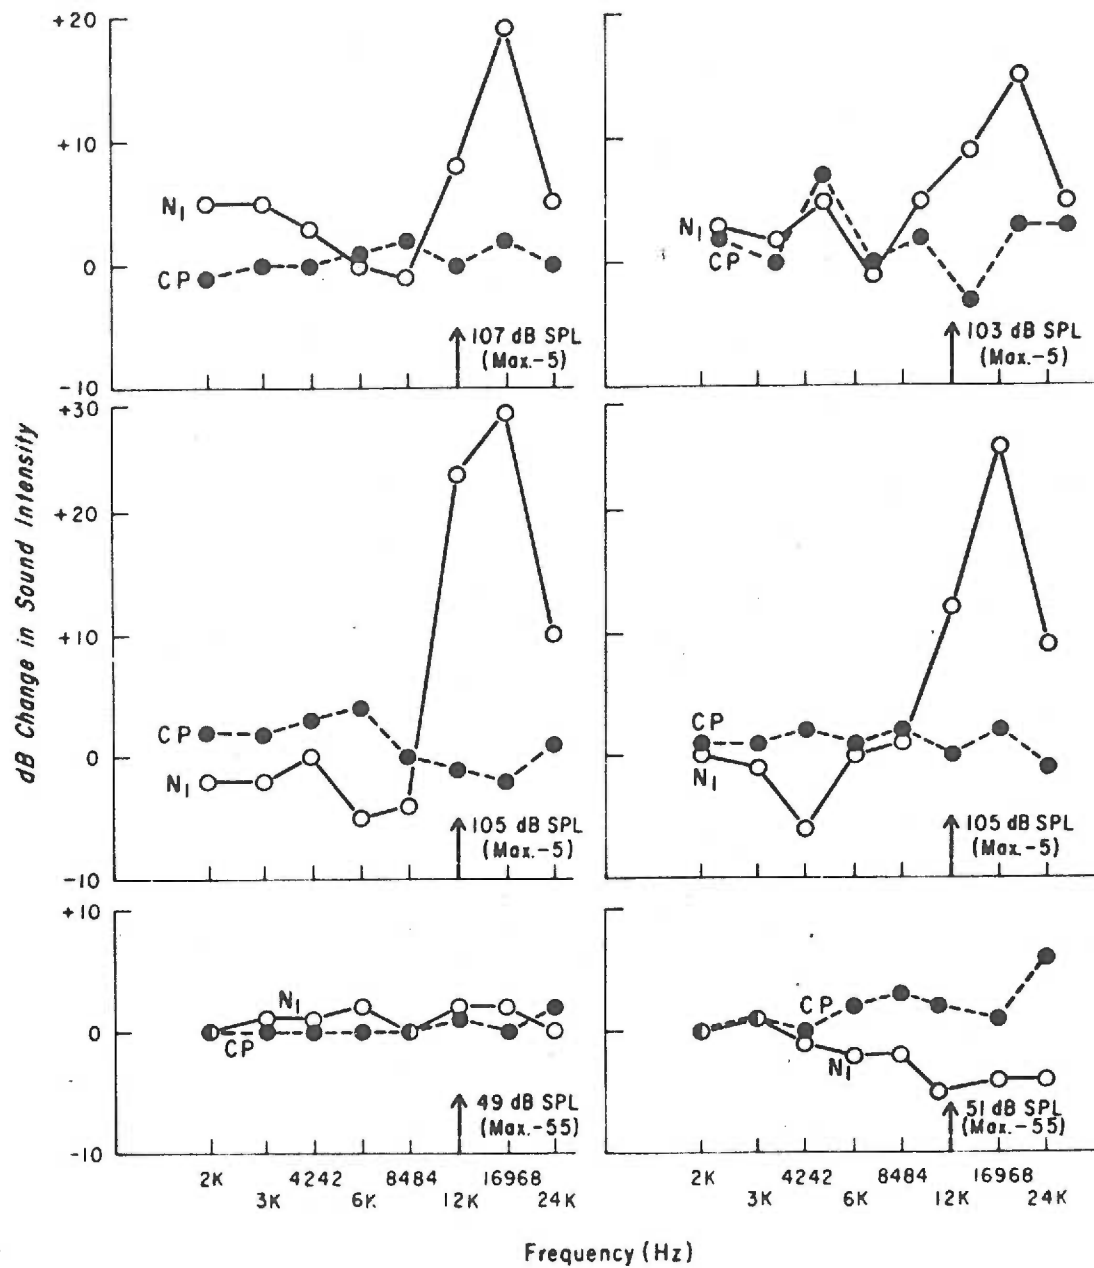 +20
+10
0
-10
N1
CP
107 dB SPL
(Max.-5)
N1
CP
103 dB SPL
(Max.-5)
dB Change in Sound Intensity
+30
+20
+10
0
-10
CP
N1
105 dB SPL
(Max.-5)
CP
N1
105 dB SPL
(Max.-5)
+10
0
-10
N1
CP
49 dB SPL
(Max.-55)
CP
N1
51 dB SPL
(Max.-55)
2K 4242 8484 16968
3K 6K 12K 24K
2K 4242 8484 16968
3K 6K 12K 24K
Frequency (Hz)